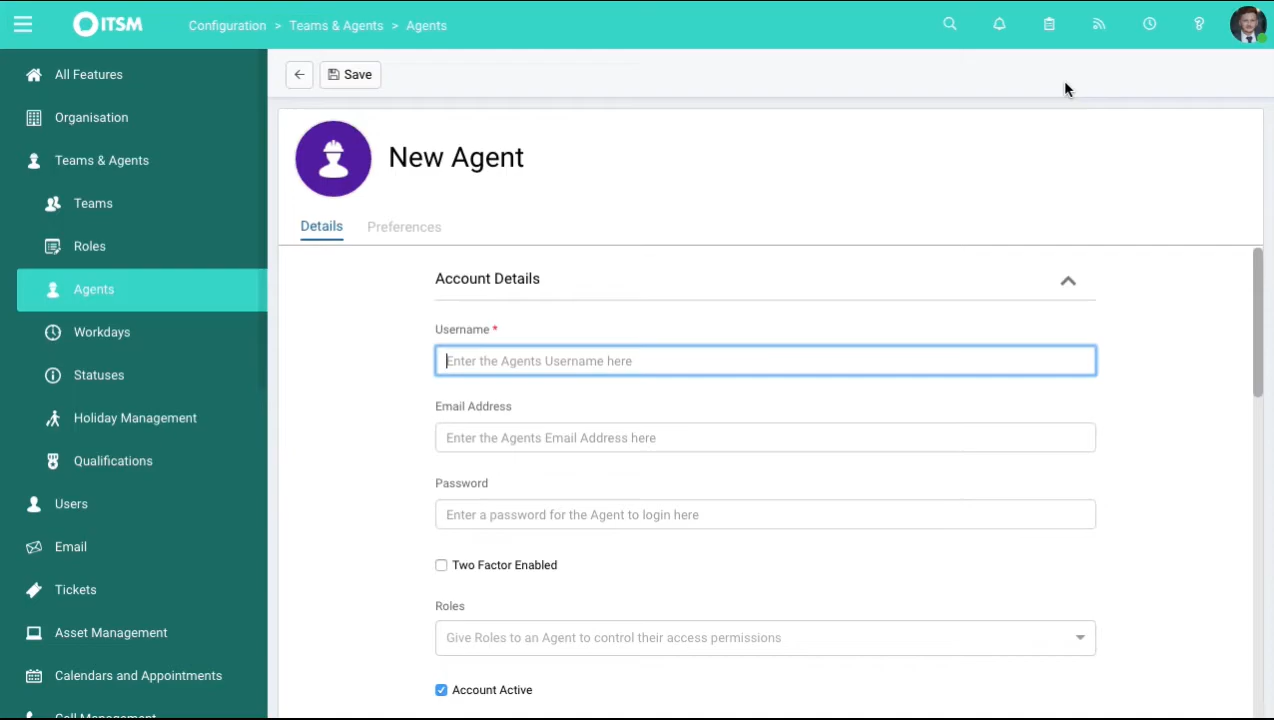 ITSM
Configuration > Teams & Agents > Agents
All Features
Organisation
Teams & Agents
Teams
Roles
Agents
Workdays
Statuses
Holiday Management
Qualifications
Users
Email
Tickets
Asset Management
Calendars and Appointments
Call Management
Save
New Agent
Details
Preferences
Account Details
Username *
Enter the Agents Username here
Email Address
Enter the Agents Email Address here
Password
Enter a password for the Agent to login here
Two Factor Enabled
Roles
Give Roles to an Agent to control their access permissions
Account Active